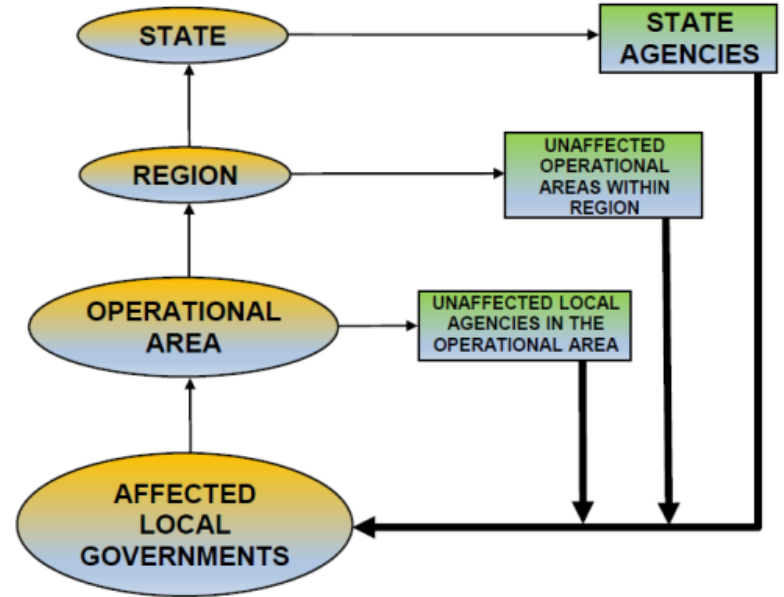 STATE
STATE
AGENCIES
REGION
UNAFFECTED
OPERATIONAL
AREAS WITHIN
REGION
OPERATIONAL
AREA
UNAFFECTED LOCAL
AGENCIES IN THE
OPERATIONAL AREA
AFFECTED
LOCAL
GOVERNMENTS